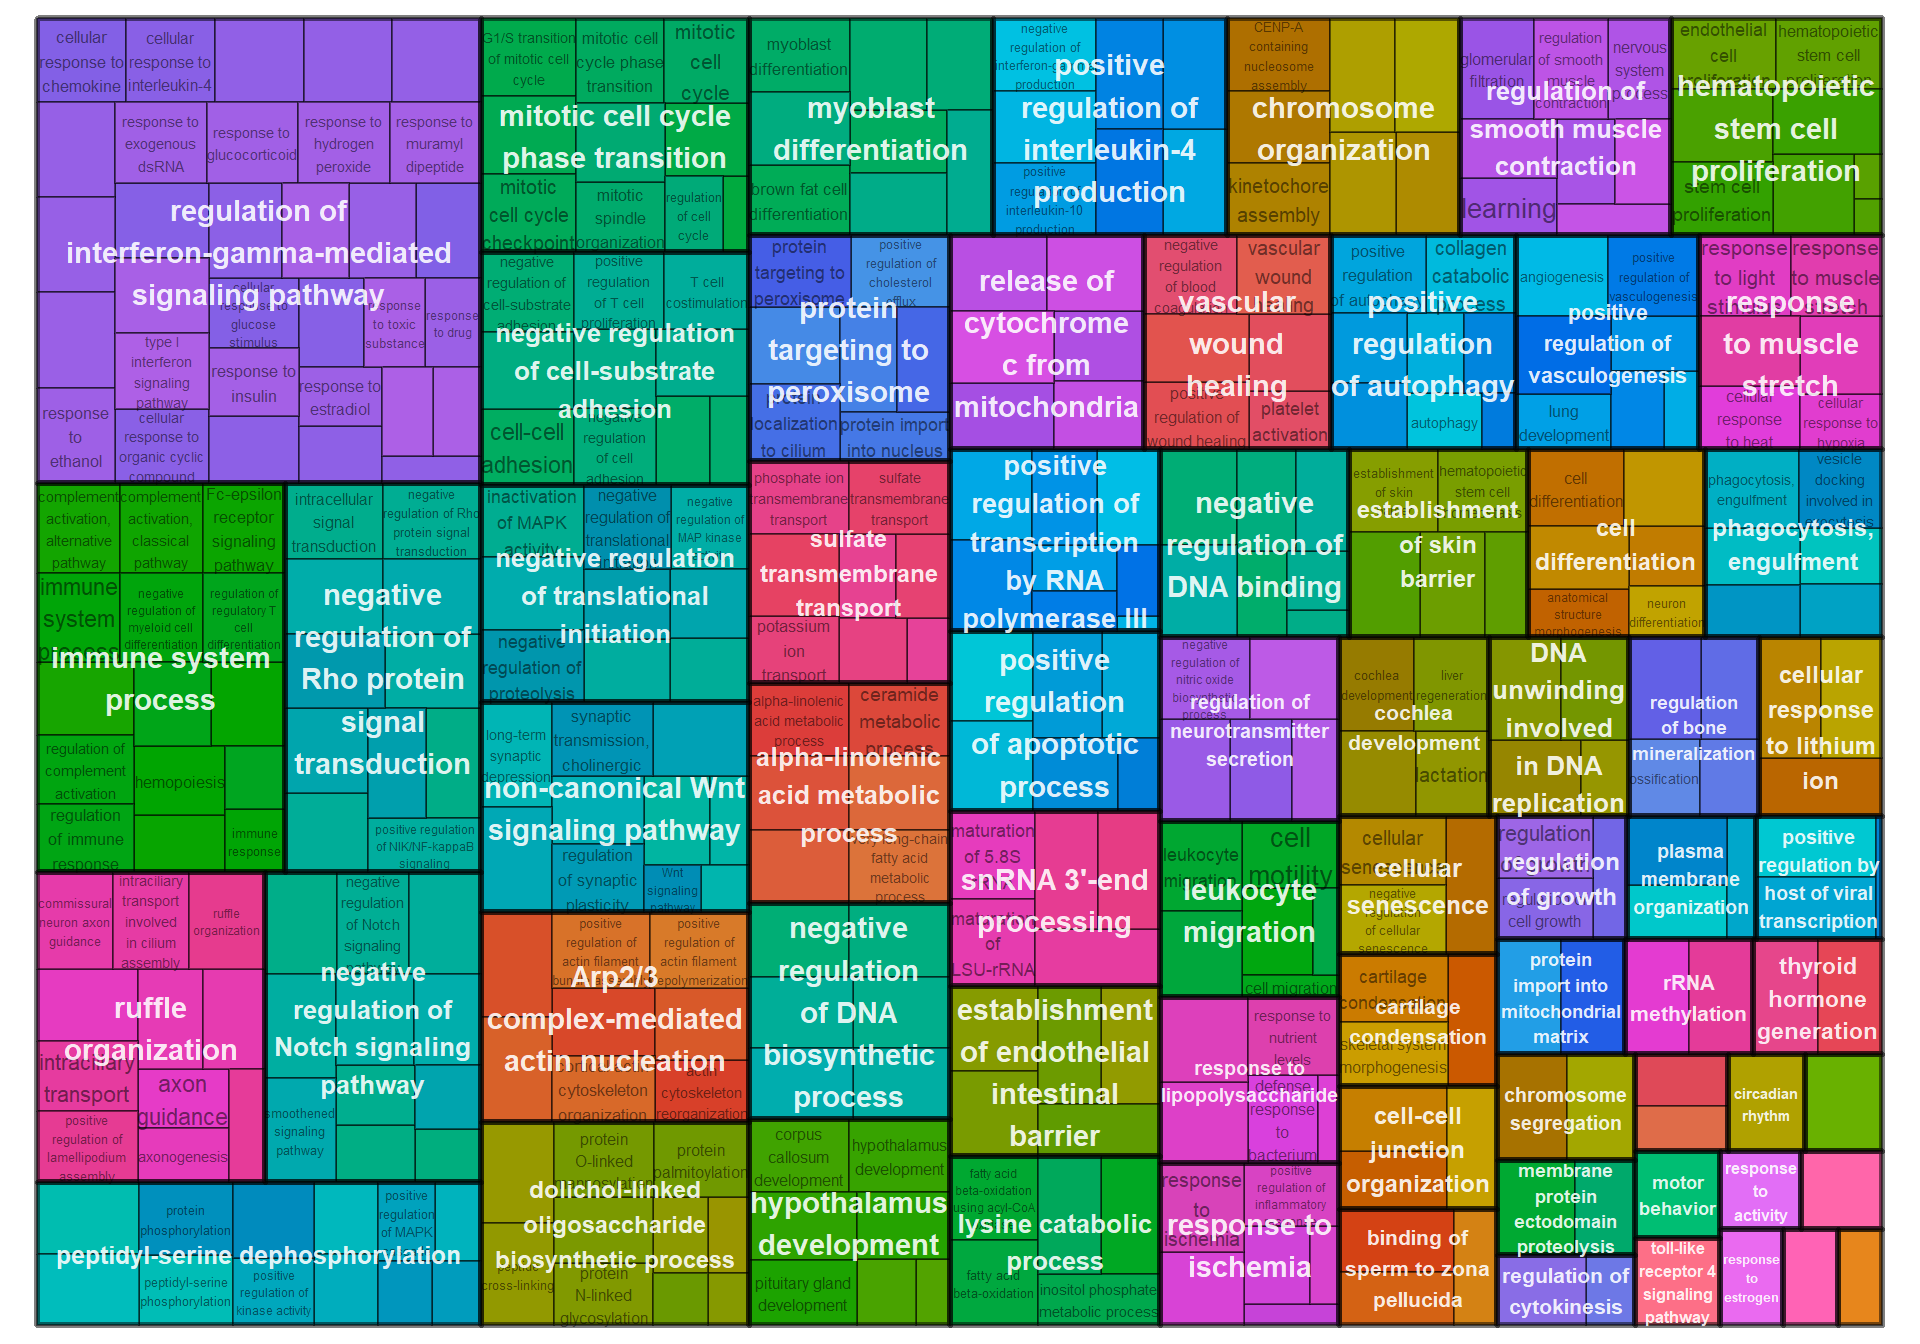 cellular
response to
chemokine
cellular
response to
interleukin-4
response to
exogenous
dsRNA
response to
glucocorticoid
response to
hydrogen
peroxide
response to
muramyl
dipeptide
regulation of
interferon-gamma-mediated
signaling pathway
cellular
response to
glucose
stimulus
response
to toxic
substance
response
to drug
type I
interferon
signaling
pathway
response to
insulin
response to
estradiol
response
to
ethanol
cellular
response to
organic cyclic
compound
G1/S transition
of mitotic cell
cycle
mitotic cell
cycle phase
transition
mitotic
cell
cycle
mitotic cell cycle
phase transition
mitotic
cell cycle
checkpoint
mitotic
spindle
organization
regulation
of cell
cycle
negative
regulation of
cell-substrate
adhesion
positive
regulation
of T cell
proliferation
T cell
costimulation
negative regulation
of cell-substrate
adhesion
cell-cell
adhesion
negative
regulation
of cell
adhesion
myoblast
differentiation
myoblast
differentiation
brown fat cell
differentiation
negative
regulation of
interferon-gamma
production
positive
regulation of
interleukin-4
production
positive
regulation of
interleukin-10
production
CENP-A
containing
nucleosome
assembly
chromosome
organization
kinetochore
assembly
glomerular
filtration
regulation
of smooth
muscle
contraction
nervous
system
process
regulation of
smooth muscle
contraction
learning
endothelial
cell
proliferation
hematopoietic
stem cell
proliferation
hematopoietic
stem cell
proliferation
stem cell
proliferation
protein
targeting to
peroxisome
positive
regulation of
cholesterol
efflux
protein
targeting to
peroxisome
protein
localization
to cilium
protein import
into nucleus
release of
cytochrome
c from
mitochondria
negative
regulation
of blood
coagulation
vascular
wound
healing
vascular
wound
healing
positive
regulation of
wound healing
platelet
activation
positive
regulation
of autophagy
collagen
catabolic
process
positive
regulation
of autophagy
autophagy
angiogenesis
positive
regulation of
vasculogenesis
positive
regulation of
vasculogenesis
lung
development
response
to light
stimulus
response
to muscle
stretch
response
to muscle
stretch
cellular
response
to heat
cellular
response to
hypoxia
complement
activation,
alternative
pathway
complement
activation,
classical
pathway
Fc-epsilon
receptor
signaling
pathway
immune
system
process
negative
regulation of
myeloid cell
differentiation
regulation of
regulatory T
cell
differentiation
immune system
process
regulation of
complement
activation
hemopoiesis
regulation
of immune
response
immune
response
intracellular
signal
transduction
negative
regulation of Rho
protein signal
transduction
negative
regulation of
Rho protein
signal
transduction
positive regulation
of NIK/NF-kappaB
signaling
inactivation
of MAPK
activity
negative
regulation of
translational
negative
regulation of
MAP kinase
negative regulation
of translational
initiation
negative
regulation of
proteolysis
phosphate ion
transmembrane
transport
sulfate
transmembrane
transport
sulfate
transmembrane
transport
potassium
ion
transport
positive
regulation of
transcription
by RNA
polymerase III
negative
regulation of
DNA binding
establishment
of skin
hematopoietic
stem cell
establishment
of skin
barrier
cell
differentiation
cell
differentiation
anatomical
structure
morphogenesis
neuron
differentiation
phagocytosis,
engulfment
vesicle
docking
involved in
exocytosis
phagocytosis,
engulfment
long-term
synaptic
depression
synaptic
transmission,
cholinergic
non-canonical Wnt
signaling pathway
regulation
of synaptic
plasticity
Wnt
signaling
pathway
alpha-linolenic
acid metabolic
process
ceramide
metabolic
process
alpha-linolenic
acid metabolic
process
very long-chain
fatty acid
metabolic
process
positive
regulation
of apoptotic
process
negative
regulation of
nitric oxide
biosynthetic
process
regulation of
neurotransmitter
secretion
cochlea
development
liver
regeneration
cochlea
development
lactation
DNA
unwinding
involved
in DNA
replication
regulation
of bone
mineralization
ossification
cellular
response
to lithium
ion
maturation
of 5.8S
snRNA 3'-end
processing
maturation
of
LSU-rRNA
leukocyte
migration
cell
motility
leukocyte
migration
cell migration
cellular
senescence
cellular
senescence
negative
regulation
of cellular
senescence
regulation
of growth
regulation
of growth
regulation of
cell growth
plasma
membrane
organization
positive
regulation by
host of viral
transcription
commissural
neuron axon
guidance
intraciliary
transport
involved
in cilium
assembly
ruffle
organization
ruffle
organization
intraciliary
transport
axon
guidance
positive
regulation of
lamellipodium
assembly
axonogenesis
negative
regulation
of Notch
signaling
pathway
negative
regulation of
Notch signaling
pathway
smoothened
signaling
pathway
positive
regulation of
actin filament
bundle assembly
positive
regulation of
actin filament
depolymerization
Arp2/3
complex-mediated
actin nucleation
cytoskeleton
organization
actin
cytoskeleton
reorganization
negative
regulation
of DNA
biosynthetic
process
establishment
of endothelial
intestinal
barrier
response to
nutrient
levels
response to
lipopolysaccharide
defense
response
to
bacterium
cartilage
condensation
cartilage
condensation
skeletal system
morphogenesis
protein
import into
mitochondrial
matrix
rRNA
methylation
thyroid
hormone
generation
chromosome
segregation
circadian
rhythm
cell-cell
junction
organization
peptidyl-serine dephosphorylation
protein
phosphorylation
positive
regulation
of MAPK
peptidyl-serine
phosphorylation
positive
regulation of
kinase activity
protein
O-linked
mannosylation
protein
palmitoylation
dolichol-linked
oligosaccharide
biosynthetic process
peptide
cross-linking
protein
N-linked
glycosylation
corpus
callosum
development
hypothalamus
development
hypothalamus
development
pituitary gland
development
fatty acid
beta-oxidation
using acyl-CoA
lysine catabolic
process
fatty acid
beta-oxidation
inositol phosphate
metabolic process
response
to
ischemia
positive
regulation of
inflammatory
response to
ischemia
binding of
sperm to zona
pellucida
membrane
protein
ectodomain
proteolysis
regulation of
cytokinesis
motor
behavior
response
to
activity
toll-like
receptor 4
signaling
pathway
response
to
estrogen